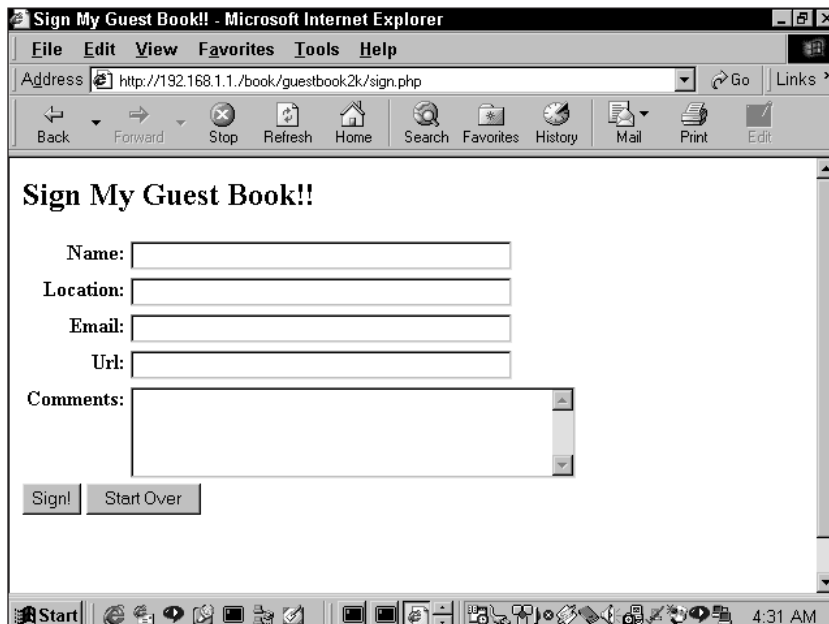 Sign My Guest Book!! - Microsoft Internet Explorer
File Edit View Favorites Tools Help
Address http://192.168.1.1./book/guestbook2k/sign.php Go Links
Back Forward Stop Refresh Home Search Favorites History Mail Print Edit
Sign My Guest Book!!
Name:
Location:
Email:
Url:
Comments:
Sign! Start Over
Start 4:31 AM